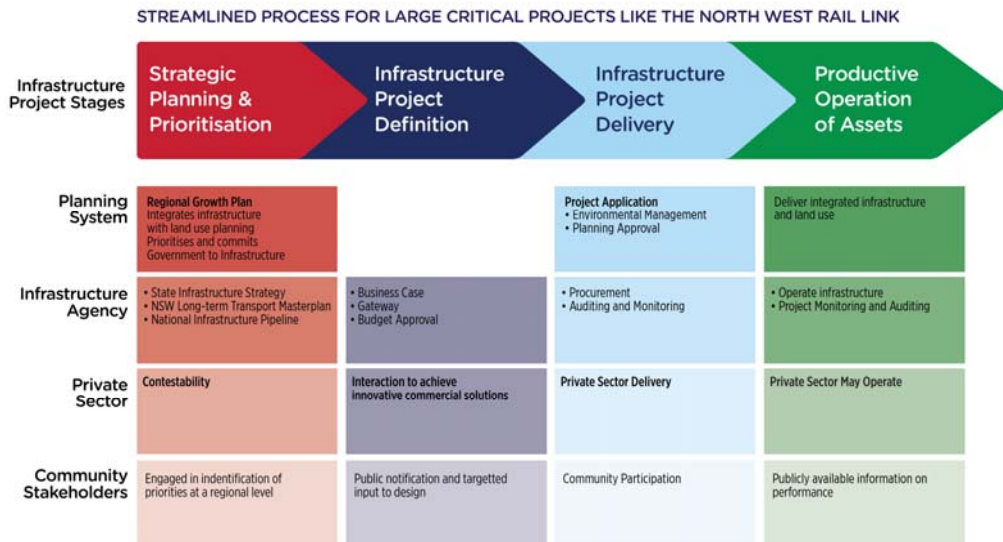 STREAMLINED PROCESS FOR LARGE CRITICAL PROJECTS LIKE THE NORTH WEST RAIL LINK
Infrastructure
Project Stages
Strategic
Planning &
Prioritisation
Infrastructure
Project
Definition
Infrastructure
Project
Delivery
Productive
Operation
of Assets
Planning
System
Regional Growth Plan
Integrates infrastructure
with land use planning
Prioritises and commits
Government to Infrastructure
Project Application
• Environmental Management
• Planning Approval
Deliver integrated infrastructure
and land use
Infrastructure
Agency
• State Infrastructure Strategy
• NSW Long-term Transport Masterplan
• National Infrastructure Pipeline
• Business Case
• Gateway
• Budget Approval
• Procurement
• Auditing and Monitoring
• Operate infrastructure
• Project Monitoring and Auditing
Private
Sector
Contestability
Interaction to achieve
innovative commercial solutions
Private Sector Delivery
Private Sector May Operate
Community
Stakeholders
Engaged in indentification of
priorities at a regional level
Public notification and targetted
input to design
Community Participation
Publicly available information on
performance